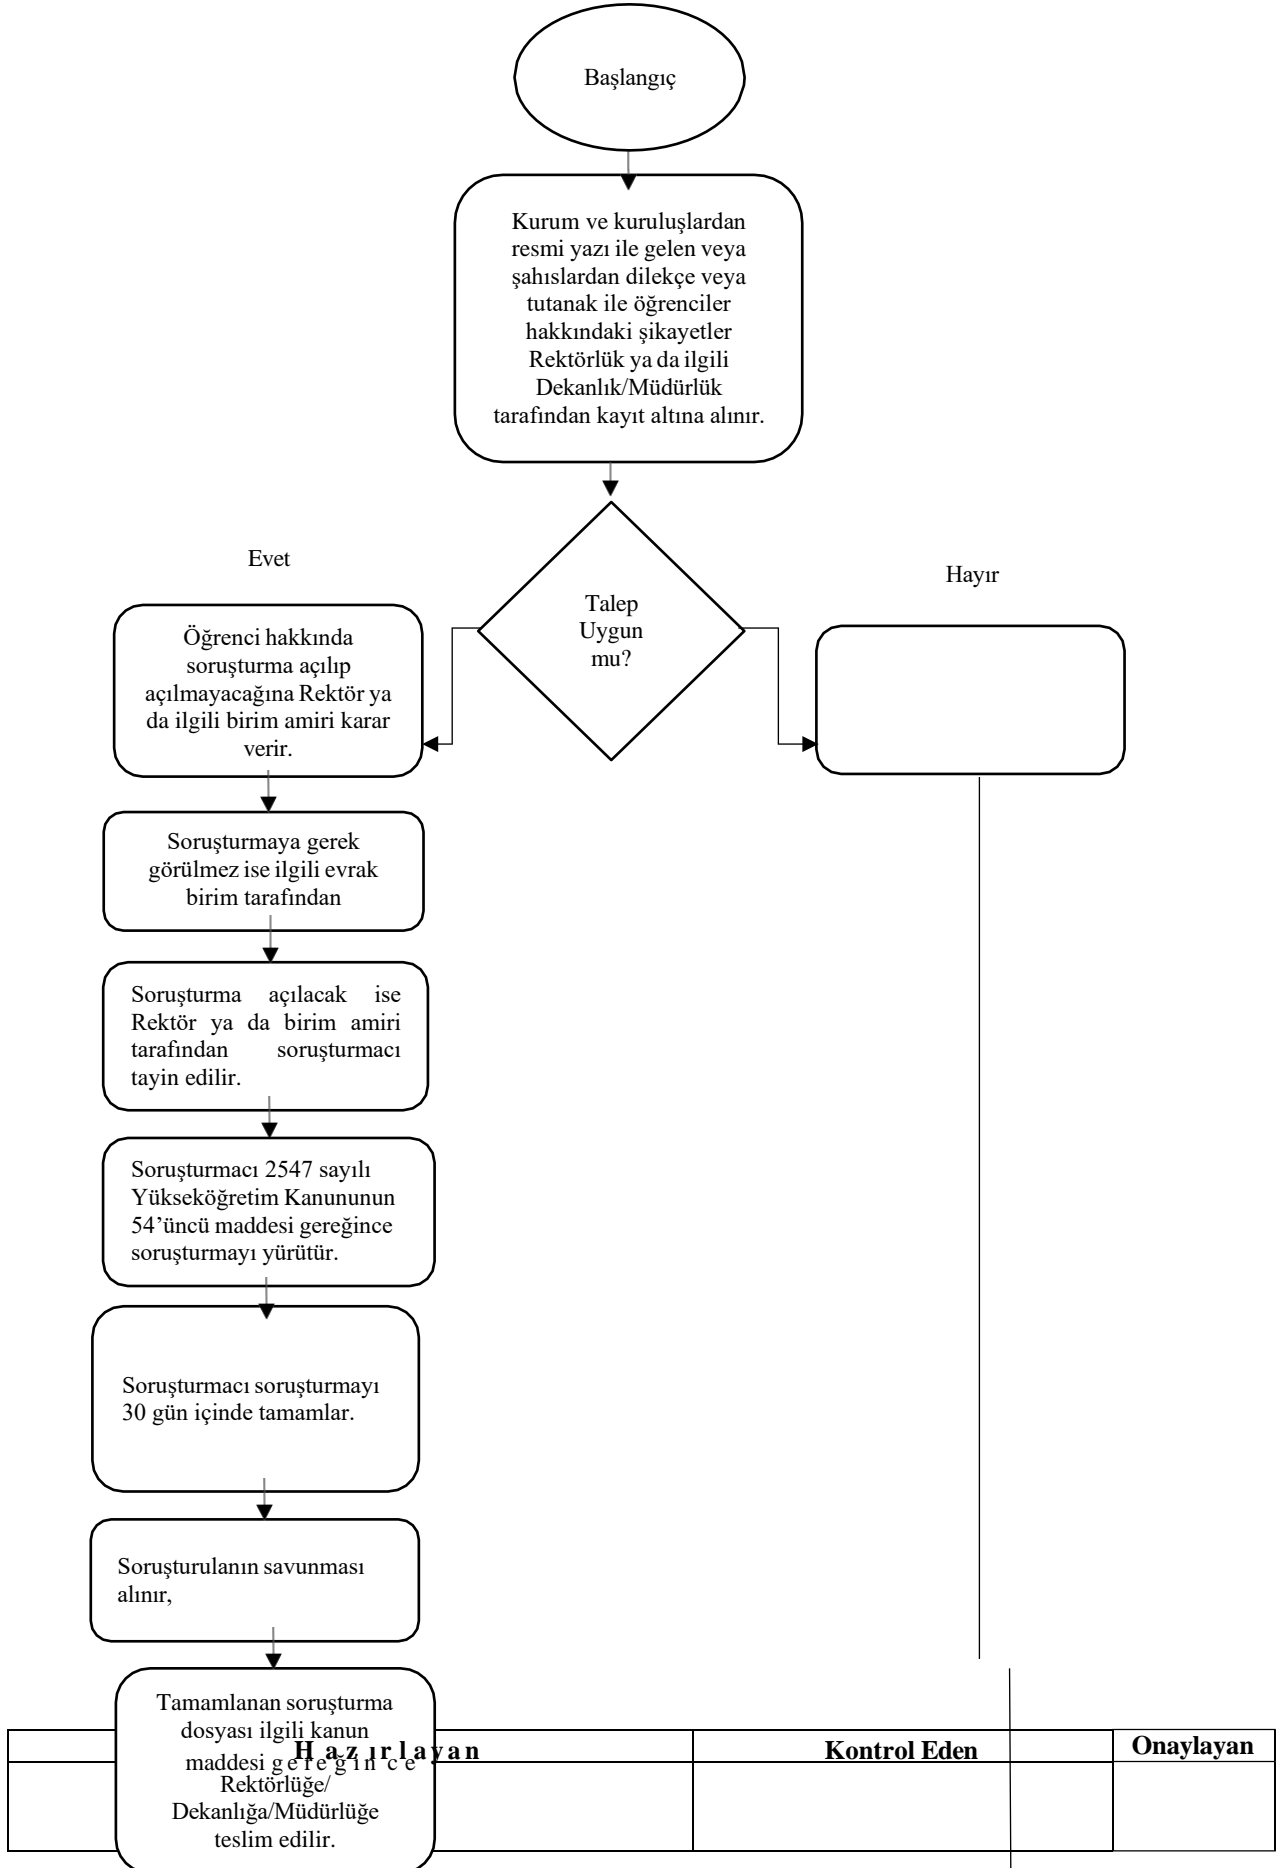 Başlangıç
Kurum ve kuruluşlardan
resmi yazı ile gelen veya
şahıslardan dilekçe veya
tutanak ile öğrenciler
hakkındaki şikayetler
Rektörlük ya da ilgili
Dekanlık/Müdürlük
tarafından kayıt altına alınır.
Evet
Hayır
Talep
Uygun
mu?
Öğrenci hakkında
soruşturma açılıp
açılmayacağına Rektör ya
da ilgili birim amiri karar
verir.
Soruşturmaya gerek
görülmez ise ilgili evrak
birim tarafından
Soruşturma açılacak ise
Rektör ya da birim amiri
tarafından soruşturmacı
tayin edilir.
Soruşturmacı 2547 sayılı
Yükseköğretim Kanununun
54’üncü maddesi gereğince
soruşturmayı yürütür.
Soruşturmacı soruşturmayı
30 gün içinde tamamlar.
Soruşturulanın savunması
alınır,
Tamamlanan soruşturma
dosyası ilgili kanun
maddesi gereğince
Rektörlüğe/
Dekanlığa/Müdürlüğe
teslim edilir.
Hazırlayan
Kontrol Eden
Onaylayan